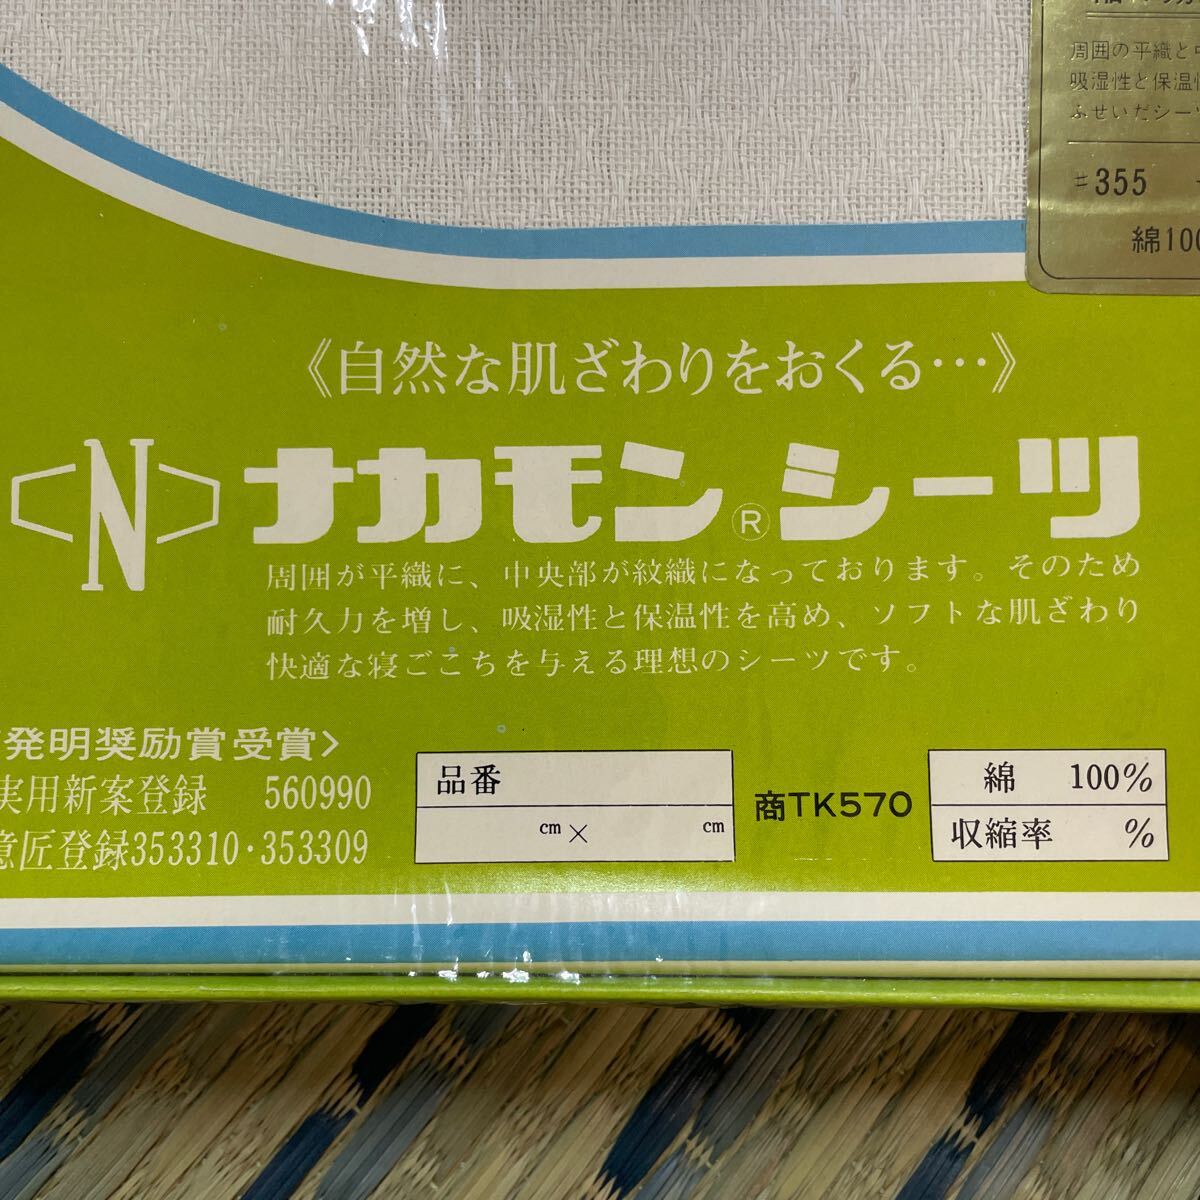 周囲の平織と
吸湿性と保温
ふせいだシー
#355
綿100
《自然な肌ざわりをおくる…》
N ナカモン®シーツ
周囲が平織に、中央部が紋織になっております。そのため
耐久力を増し、吸湿性と保温性を高め、ソフトな肌ざわり
快適な寝ごこちを与える理想のシーツです。
発明奨励賞受賞>
実用新案登録 560990
意匠登録353310・353309
品番
cm × cm
商TK570
綿 100%
収縮率 %